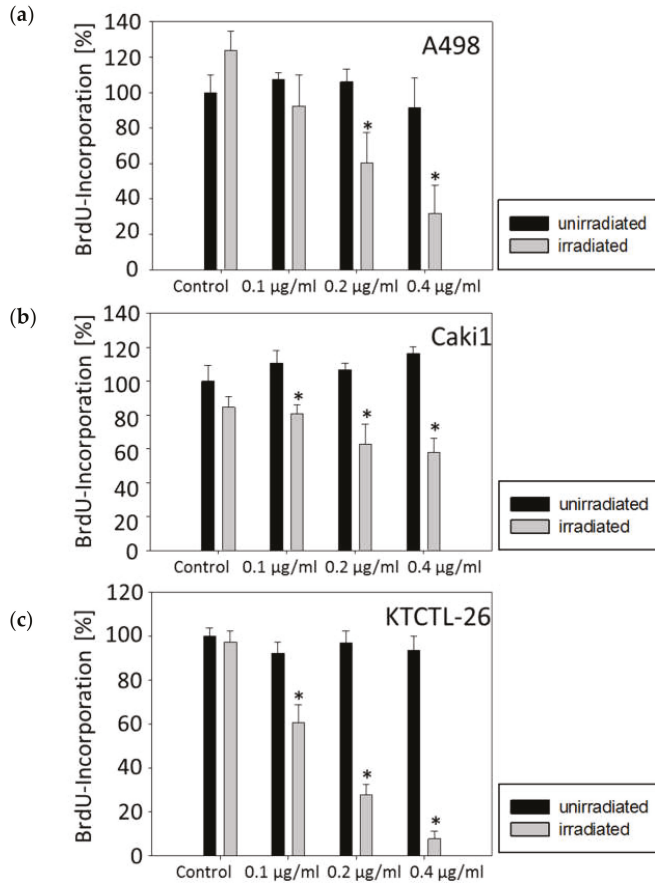 (a)
A498
BrdU-Incorporation [%]
140
120
100
80
60
40
20
0
*
*
Control 0.1 µg/ml 0.2 µg/ml 0.4 µg/ml
unirradiated
irradiated
(b)
Caki1
BrdU-Incorporation [%]
140
120
100
80
60
40
20
0
*
*
*
Control 0.1 µg/ml 0.2 µg/ml 0.4 µg/ml
unirradiated
irradiated
(c)
KTCTL-26
BrdU-Incorporation [%]
120
100
80
60
40
20
0
*
*
*
Control 0.1 µg/ml 0.2 µg/ml 0.4 µg/ml
unirradiated
irradiated